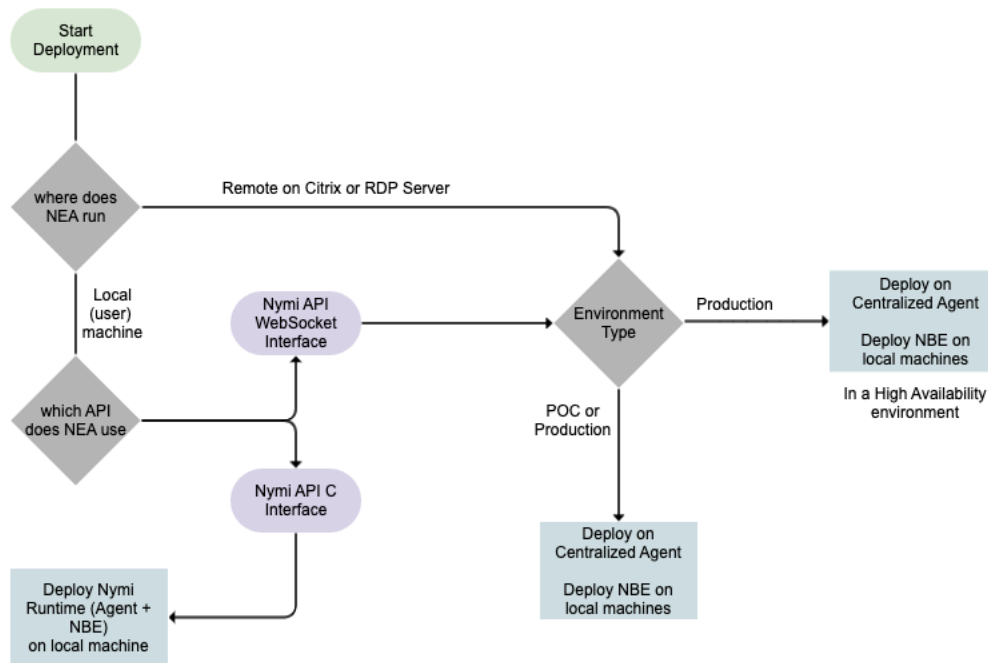 Start
Deployment
where does
NEA run
Remote on Citrix or RDP Server
Local
(user)
machine
Nymi API
WebSocket
Interface
Environment
Type
Production
Deploy on
Centralized Agent
Deploy NBE on
local machines
In a High Availability
environment
which API
does NEA use
POC or
Production
Nymi API C
Interface
Deploy on
Centralized Agent
Deploy NBE on
local machines
Deploy Nymi
Runtime (Agent +
NBE)
on local machine